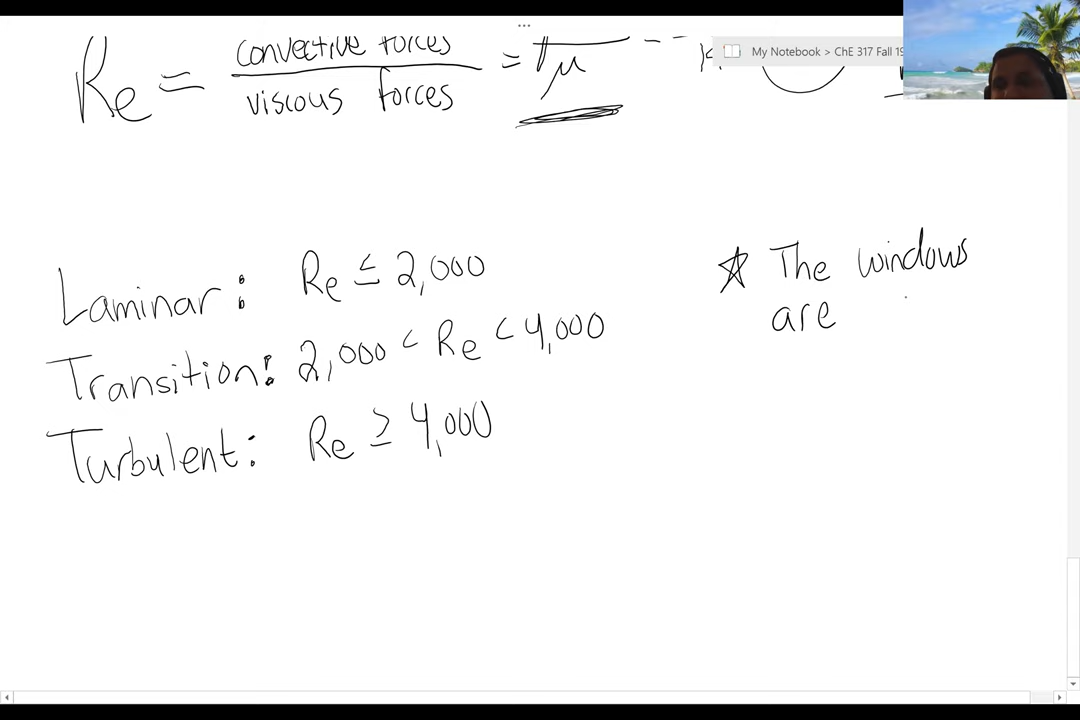 My Notebook > ChE 317 Fall 19
Re = convective forces / viscous forces = / μ
Laminar: Re ≤ 2,000
Transition: 2,000 < Re < 4,000
Turbulent: Re ≥ 4,000
☆ The windows
are